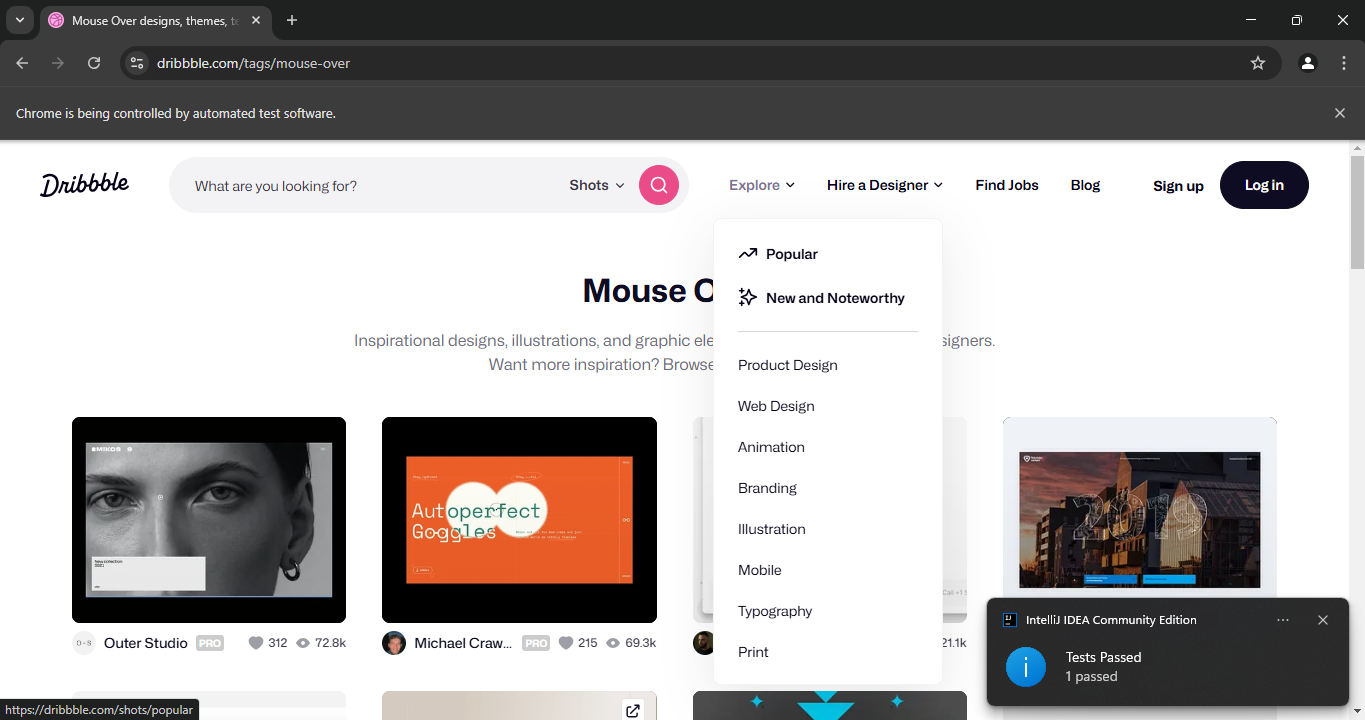 Mouse Over designs, themes, te
dribbble.com/tags/mouse-over
Chrome is being controlled by automated test software.
Dribbble
What are you looking for?
Shots
Explore
Hire a Designer
Find Jobs
Blog
Sign up
Log in
Popular
New and Noteworthy
Product Design
Web Design
Animation
Branding
Illustration
Mobile
Typography
Print
Mouse O
Inspirational designs, illustrations, and graphic ele
signers.
Want more inspiration? Browse
MIKOS
New collection
2021
Autoperfect
Goggles
2019
Outer Studio PRO 312 72.8k
Michael Craw... PRO 215 69.3k
21.1k
IntelliJ IDEA Community Edition
Tests Passed
1 passed
https://dribbble.com/shots/popular